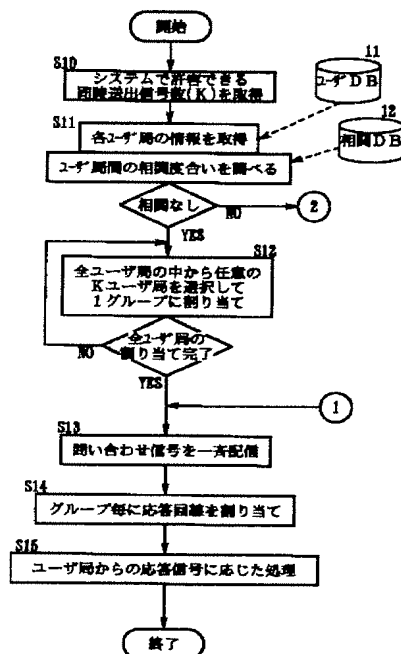 開始
S10
システムで許容できる
同時送出信号数(K)を取得
11
ユーザDB
S11
各ユーザ局の情報を取得
12
相関DB
ユーザ局間の相関度合いを調べる
相関なし
NO
2
YES
S12
全ユーザ局の中から任意の
Kユーザ局を選択して
1グループに割り当て
全ユーザ局の
割り当て完了
NO
YES
1
S13
問い合わせ信号を一斉配信
S14
グループ毎に応答回線を割り当て
S15
ユーザ局からの応答信号に応じた処理
終了